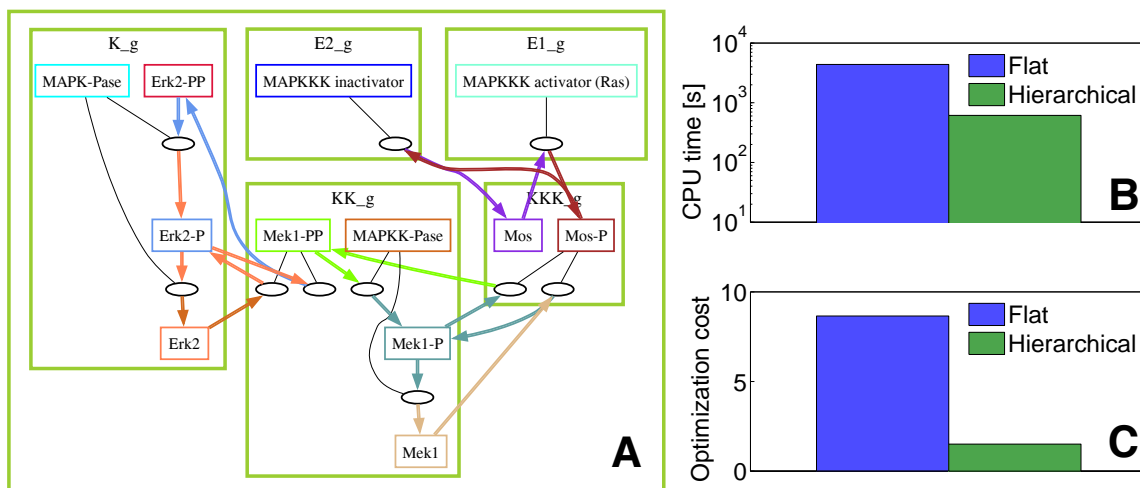 K_g
E2_g
E1_g
MAPK-Pase
Erk2-PP
MAPKKK inactivator
MAPKKK activator (Ras)
KK_g
KKK_g
Erk2-P
Mek1-PP
MAPKK-Pase
Mos
Mos-P
Erk2
Mek1-P
Mek1
A
CPU time [s]
10^4
10^3
10^2
10^1
Flat
Hierarchical
B
Optimization cost
10
5
0
Flat
Hierarchical
C